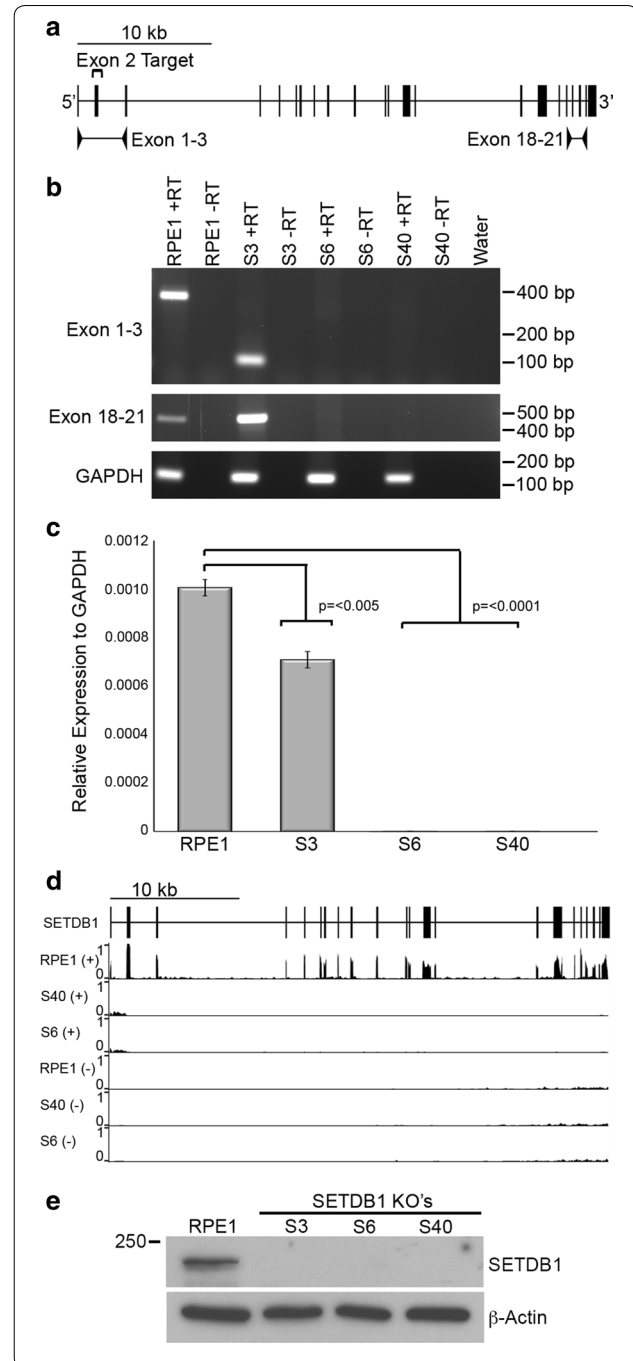 a
10 kb
Exon 2 Target
5'
3'
Exon 1-3
Exon 18-21
b
RPE1 +RT
RPE1 -RT
S3 +RT
S3 -RT
S6 +RT
S6 -RT
S40 +RT
S40 -RT
Water
Exon 1-3
400 bp
200 bp
100 bp
Exon 18-21
500 bp
400 bp
GAPDH
200 bp
100 bp
c
Relative Expression to GAPDH
0.0012
0.0010
0.0008
0.0006
0.0004
0.0002
0
p=<0.005
p=<0.0001
RPE1
S3
S6
S40
d
10 kb
SETDB1
RPE1 (+)
1
0
S40 (+)
1
0
S6 (+)
1
0
RPE1 (-)
1
0
S40 (-)
1
0
S6 (-)
1
0
e
SETDB1 KO's
RPE1
S3
S6
S40
250
SETDB1
β-Actin